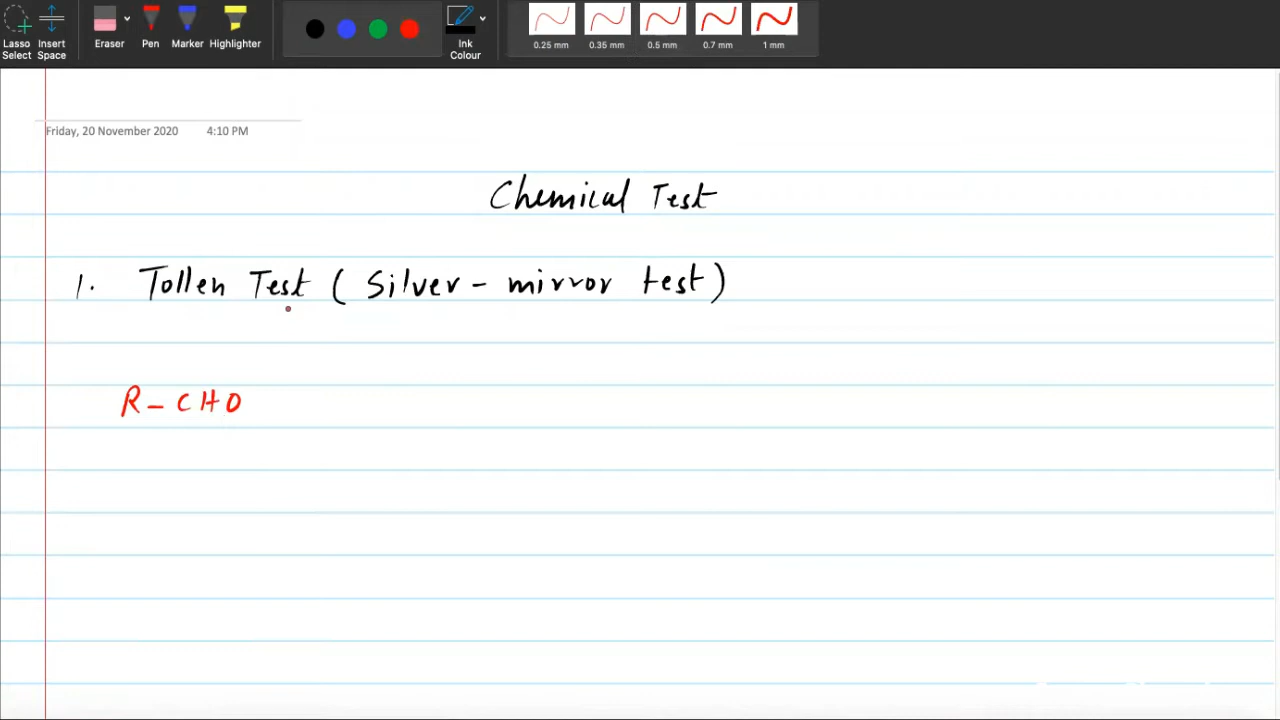 Lasso Select
Insert Space
Eraser
Pen
Marker
Highlighter
Ink Colour
0.25 mm
0.35 mm
0.5 mm
0.7 mm
1 mm
Friday, 20 November 2020 4:10 PM
Chemical Test
1. Tollen Test ( Silver - mirror test )
R - CHO